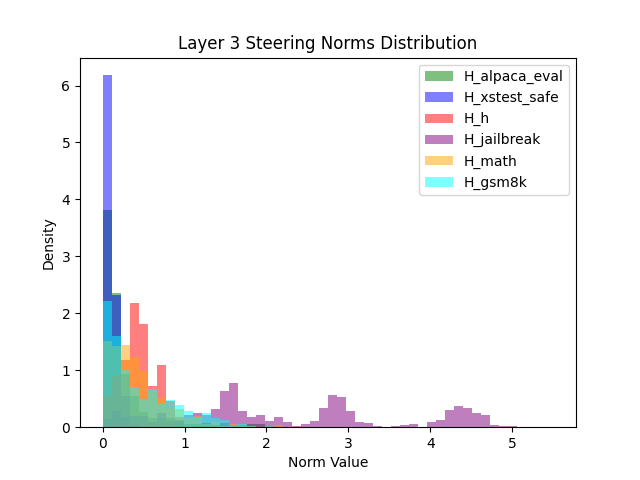 Layer 3 Steering Norms Distribution
H_alpaca_eval
H_xstest_safe
H_h
H_jailbreak
H_math
H_gsm8k
Density
6
5
4
3
2
1
0
0 1 2 3 4 5
Norm Value